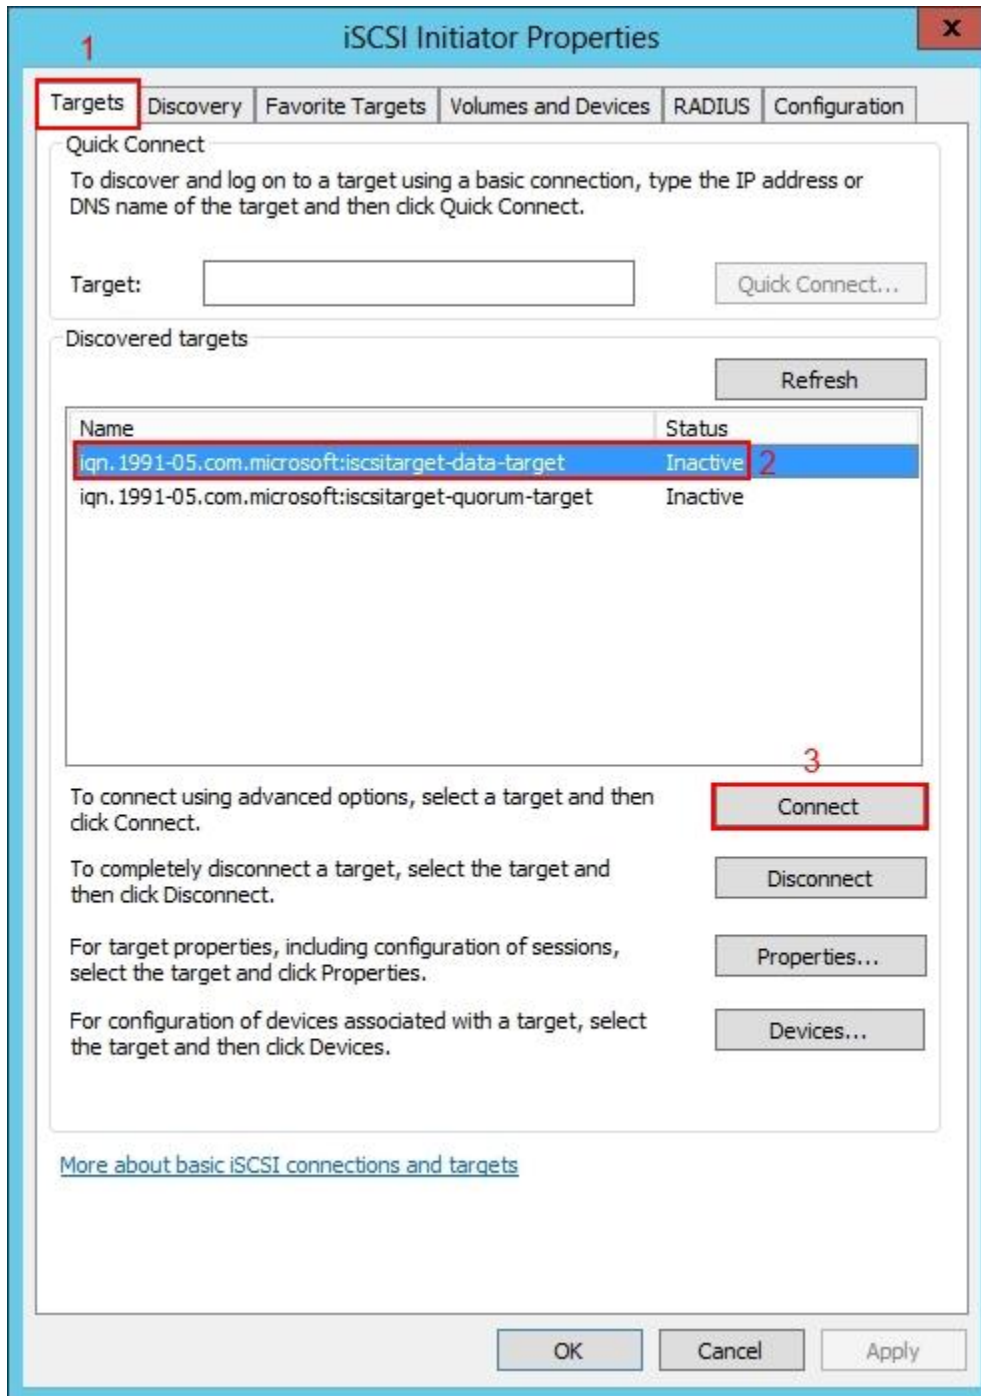 iSCSI Initiator Properties
x
1
Targets Discovery Favorite Targets Volumes and Devices RADIUS Configuration
Quick Connect
To discover and log on to a target using a basic connection, type the IP address or
DNS name of the target and then click Quick Connect.
Target:
Quick Connect...
Discovered targets
Refresh
Name Status
iqn.1991-05.com.microsoft:iscsitarget-data-target Inactive 2
iqn.1991-05.com.microsoft:iscsitarget-quorum-target Inactive
3
To connect using advanced options, select a target and then
click Connect.
Connect
To completely disconnect a target, select the target and
then click Disconnect.
Disconnect
For target properties, including configuration of sessions,
select the target and click Properties.
Properties...
For configuration of devices associated with a target, select
the target and then click Devices.
Devices...
More about basic iSCSI connections and targets
OK Cancel Apply